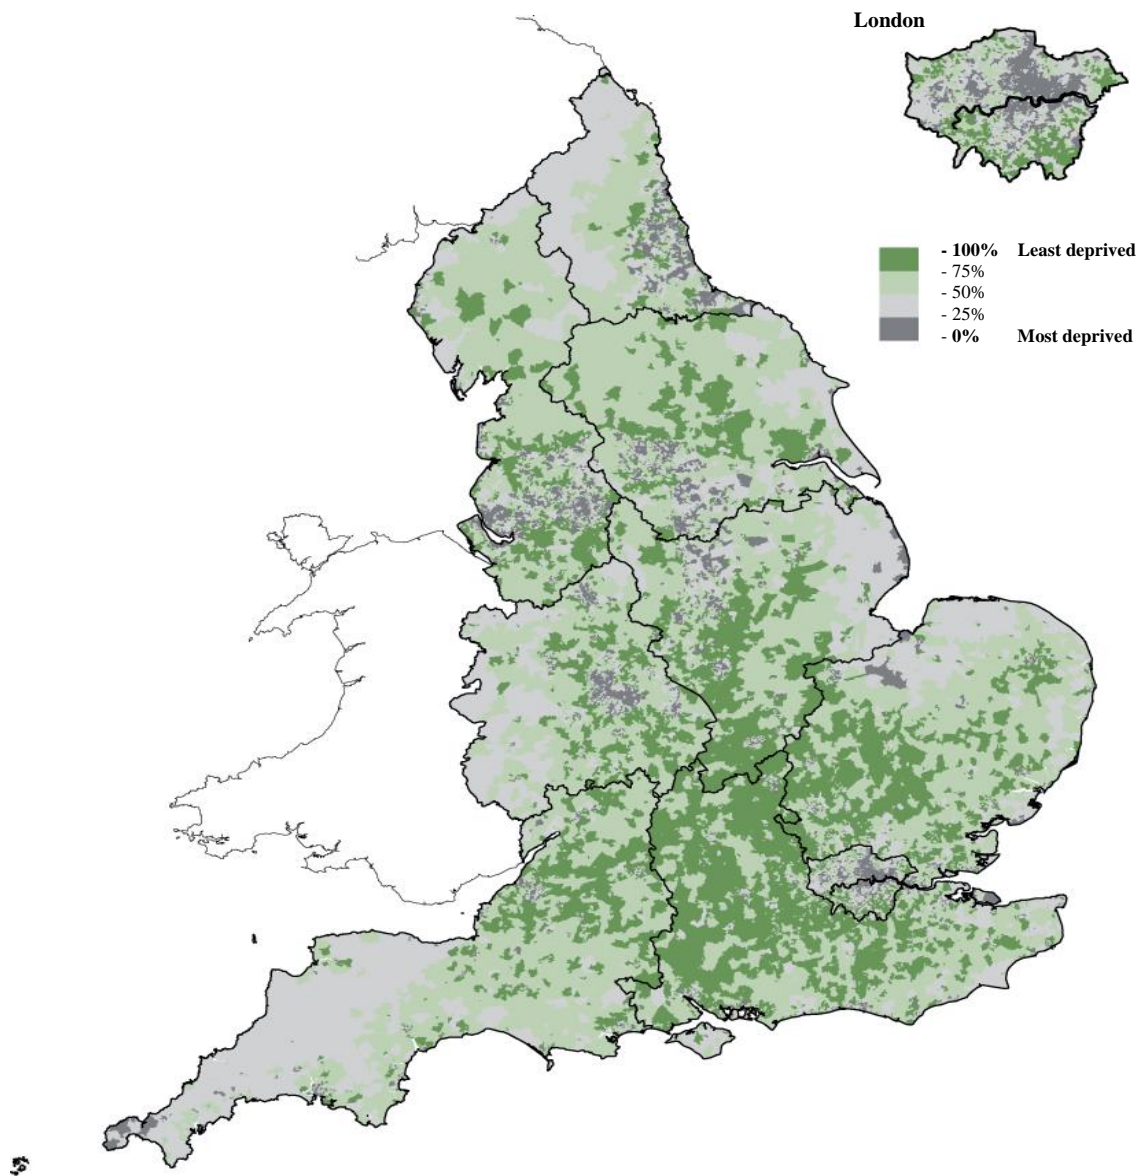 London
- 100% Least deprived
- 75%
- 50%
- 25%
- 0% Most deprived